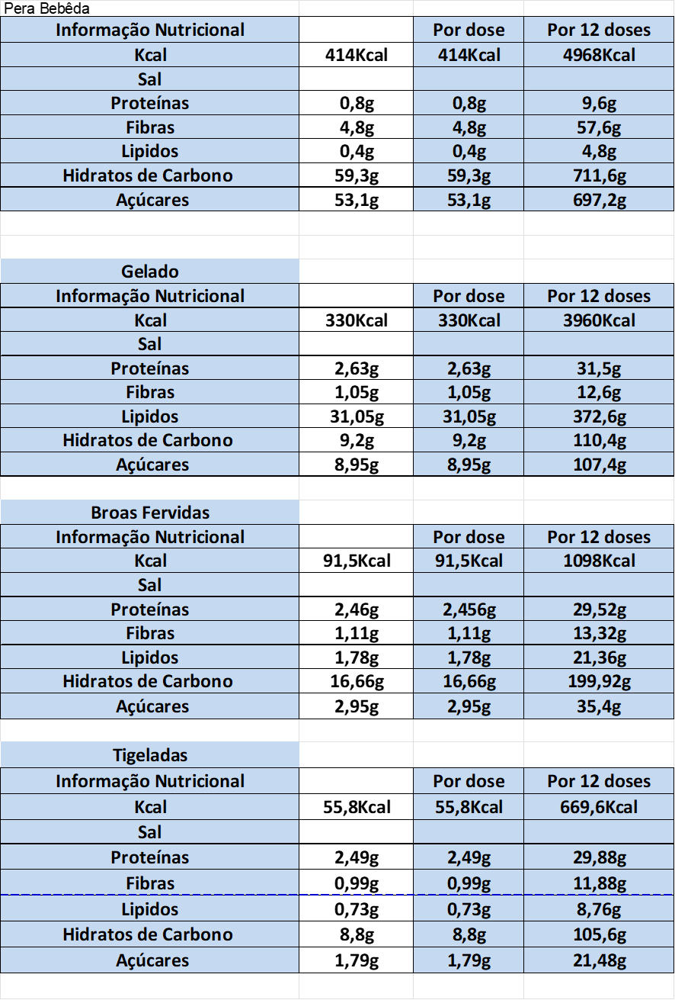 Pera Bebêda
Informação Nutricional Por dose Por 12 doses
Kcal 414Kcal 414Kcal 4968Kcal
Sal
Proteínas 0,8g 0,8g 9,6g
Fibras 4,8g 4,8g 57,6g
Lipidos 0,4g 0,4g 4,8g
Hidratos de Carbono 59,3g 59,3g 711,6g
Açúcares 53,1g 53,1g 697,2g
Gelado
Informação Nutricional Por dose Por 12 doses
Kcal 330Kcal 330Kcal 3960Kcal
Sal
Proteínas 2,63g 2,63g 31,5g
Fibras 1,05g 1,05g 12,6g
Lipidos 31,05g 31,05g 372,6g
Hidratos de Carbono 9,2g 9,2g 110,4g
Açúcares 8,95g 8,95g 107,4g
Broas Fervidas
Informação Nutricional Por dose Por 12 doses
Kcal 91,5Kcal 91,5Kcal 1098Kcal
Sal
Proteínas 2,46g 2,456g 29,52g
Fibras 1,11g 1,11g 13,32g
Lipidos 1,78g 1,78g 21,36g
Hidratos de Carbono 16,66g 16,66g 199,92g
Açúcares 2,95g 2,95g 35,4g
Tigeladas
Informação Nutricional Por dose Por 12 doses
Kcal 55,8Kcal 55,8Kcal 669,6Kcal
Sal
Proteínas 2,49g 2,49g 29,88g
Fibras 0,99g 0,99g 11,88g
Lipidos 0,73g 0,73g 8,76g
Hidratos de Carbono 8,8g 8,8g 105,6g
Açúcares 1,79g 1,79g 21,48g